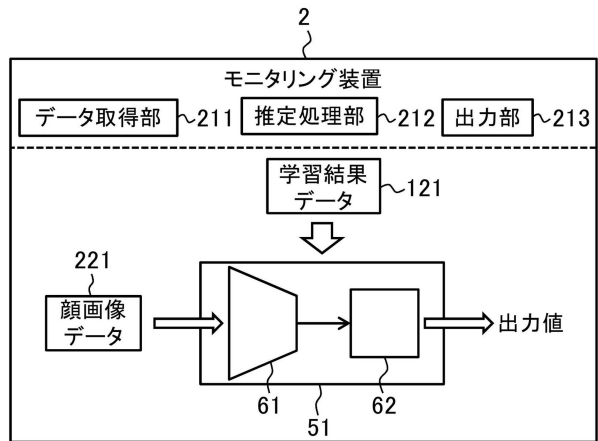 2
モニタリング装置
データ取得部 211 推定処理部 212 出力部 213
学習結果
データ
121
221
顔画像
データ
出力値
61
62
51